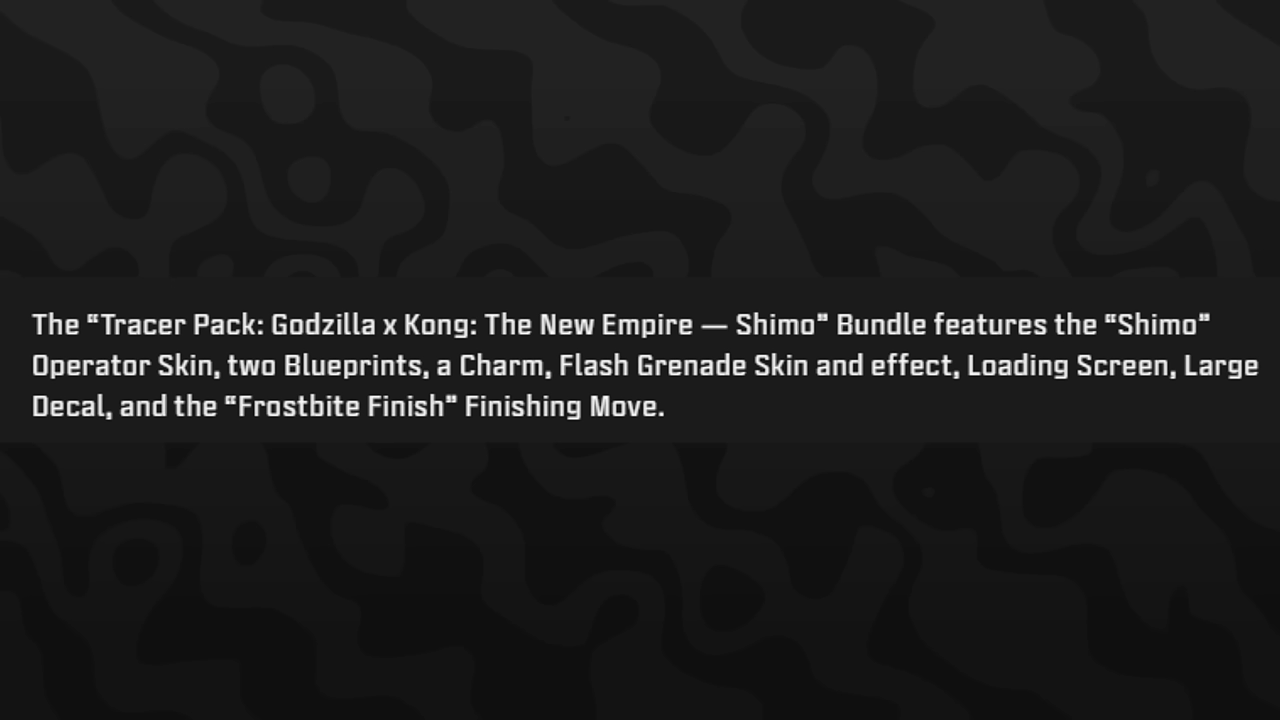 The “Tracer Pack: Godzilla x Kong: The New Empire — Shimo” Bundle features the “Shimo”
Operator Skin, two Blueprints, a Charm, Flash Grenade Skin and effect, Loading Screen, Large
Decal, and the “Frostbite Finish” Finishing Move.